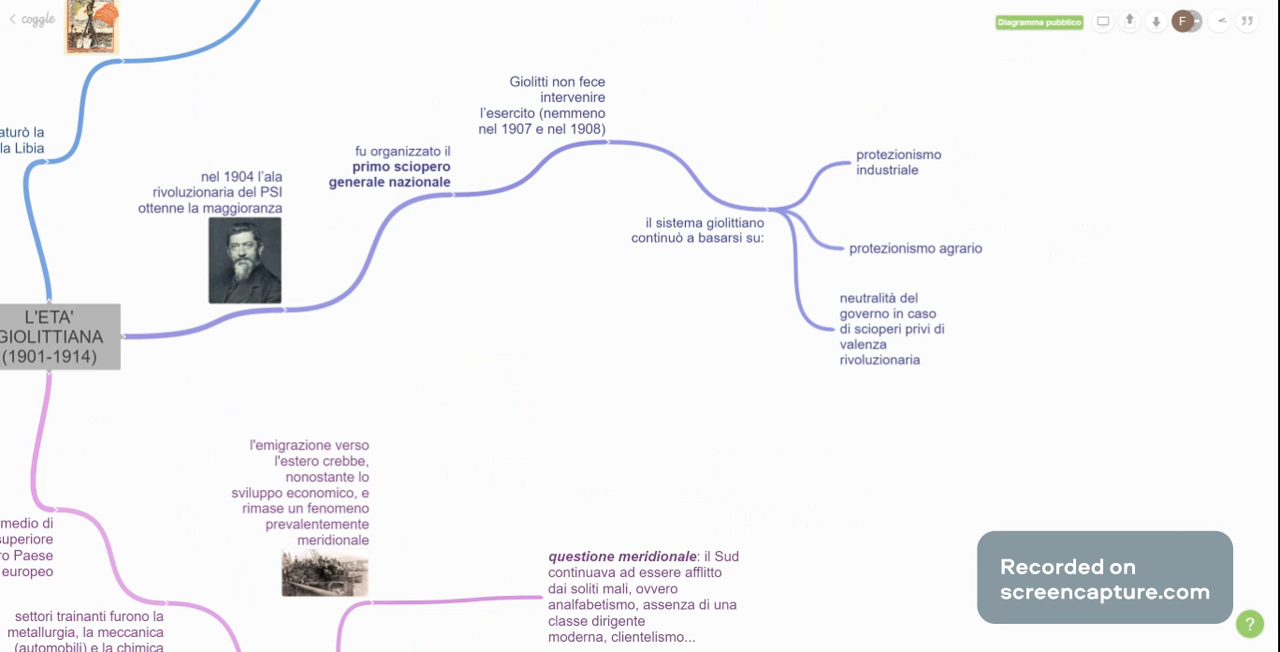 coggle
Diagramma pubblico
F
aturò la
la Libia
nel 1904 l'ala
rivoluzionaria del PSI
ottenne la maggioranza
fu organizzato il
primo sciopero
generale nazionale
Giolitti non fece
intervenire
l'esercito (nemmeno
nel 1907 e nel 1908)
il sistema giolittiano
continuò a basarsi su:
protezionismo
industriale
protezionismo agrario
neutralità del
governo in caso
di scioperi privi di
valenza
rivoluzionaria
L'ETA'
GIOLITTIANA
(1901-1914)
l'emigrazione verso
l'estero crebbe,
nonostante lo
sviluppo economico, e
rimase un fenomeno
prevalentemente
meridionale
medio di
superiore
ro Paese
europeo
settori trainanti furono la
metallurgia, la meccanica
(automobili) e la chimica
questione meridionale: il Sud
continuava ad essere afflitto
dai soliti mali, ovvero
analfabetismo, assenza di una
classe dirigente
moderna, clientelismo...
Recorded on
screencapture.com
?